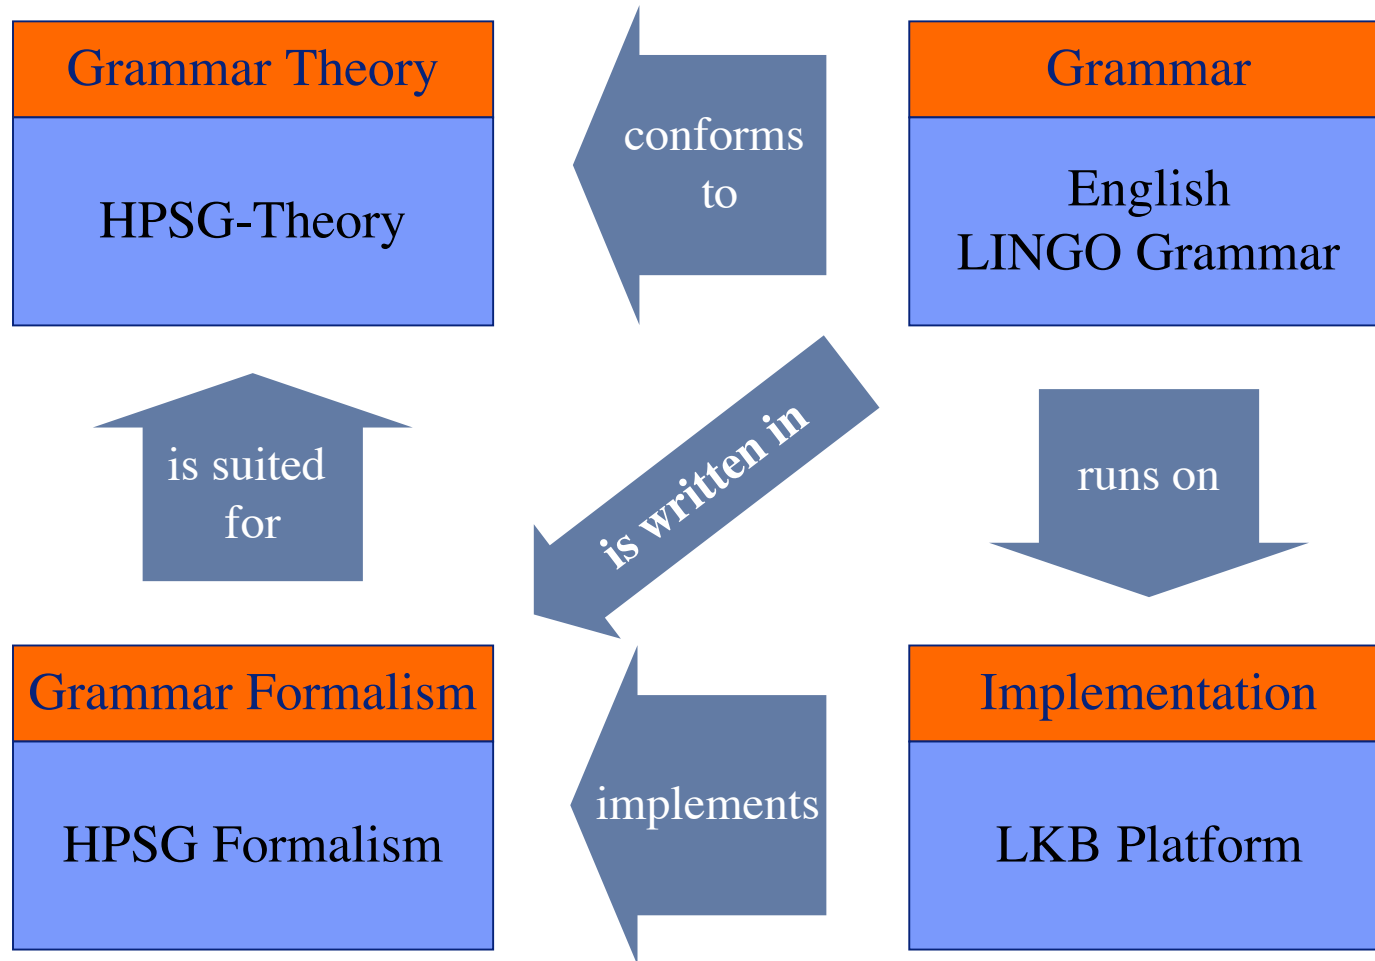 Grammar Theory
HPSG-Theory
conforms
to
Grammar
English
LINGO Grammar
is suited
for
is written in
runs on
Grammar Formalism
HPSG Formalism
implements
Implementation
LKB Platform